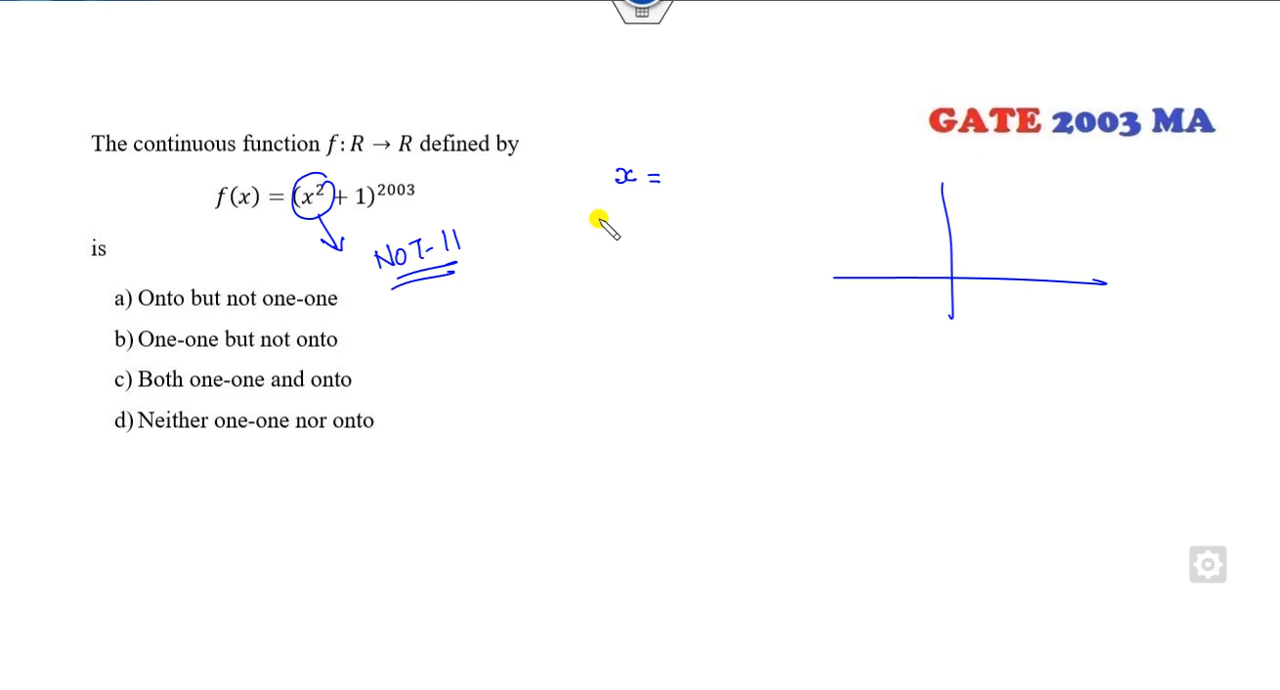 GATE 2003 MA
The continuous function f: R → R defined by
f(x) = (x² + 1)²⁰⁰³
x =
is
NOT-11
a) Onto but not one-one
b) One-one but not onto
c) Both one-one and onto
d) Neither one-one nor onto